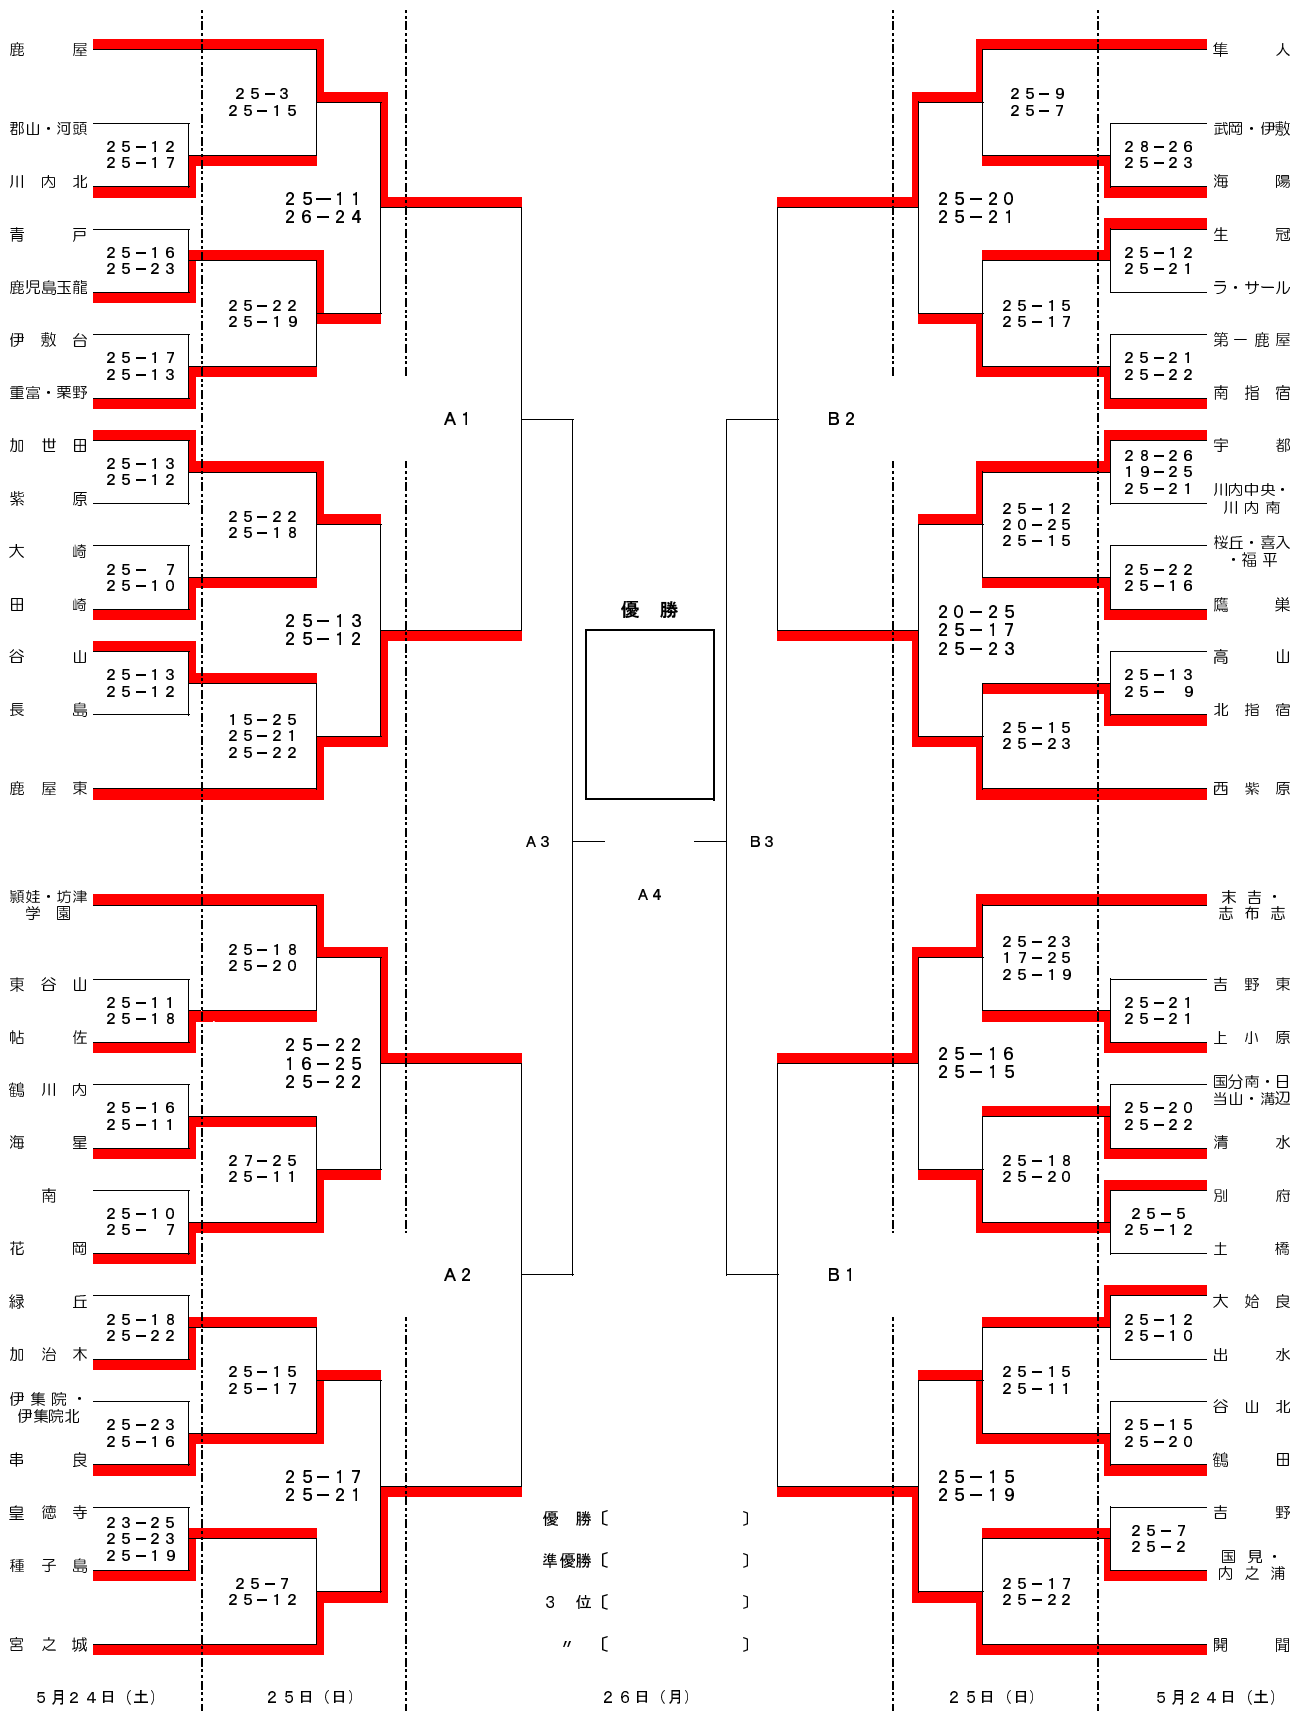 鹿　屋
25－3
25－15
郡山・河頭
25－12
25－17
川内北
25－11
26－24
青　戸
25－16
25－23
鹿児島玉龍
25－22
25－19
伊敷台
25－17
25－13
重富・栗野
A1
加世田
25－13
25－12
紫　原
25－22
25－18
大　崎
25－　7
25－10
田　崎
25－13
25－12
谷　山
25－13
25－12
長　島
15－25
25－21
25－22
鹿屋東
A3
頴娃・坊津
学園
25－18
25－20
東谷山
25－11
25－18
帖　佐
25－22
16－25
25－22
鶴川内
25－16
25－11
海　星
27－25
25－11
南
25－10
25－　7
花　岡
A2
緑　丘
25－18
25－22
加治木
25－15
25－17
伊集院・
伊集院北
25－23
25－16
串　良
25－17
25－21
皇徳寺
23－25
25－23
25－19
種子島
25－7
25－12
宮之城
優　勝
A4
隼　人
25－9
25－7
武岡・伊敷
28－26
25－23
海　陽
25－20
25－21
生　冠
25－12
25－21
ラ・サール
25－15
25－17
第一鹿屋
25－21
25－22
南指宿
B2
宇　都
28－26
19－25
25－21
川内中央・
川内南
25－12
20－25
25－15
桜丘・喜入
・福平
25－22
25－16
鷹　巣
20－25
25－17
25－23
高　山
25－13
25－　9
北指宿
25－15
25－23
西紫原
B3
末吉・
志布志
25－23
17－25
25－19
吉野東
25－21
25－21
上小原
25－16
25－15
国分南・日
当山・溝辺
25－20
25－22
清　水
25－18
25－20
別　府
25－5
25－12
土　橋
B1
大姶良
25－12
25－10
出　水
25－15
25－11
谷山北
25－15
25－20
鶴　田
25－15
25－19
吉　野
25－7
25－2
国見・
内之浦
25－17
25－22
開　聞
優　勝〔　　　　〕
準優勝〔　　　　〕
3　位〔　　　　〕
〃　〔　　　　〕
5月24日（土）　25日（日）　26日（月）　25日（日）　5月24日（土）